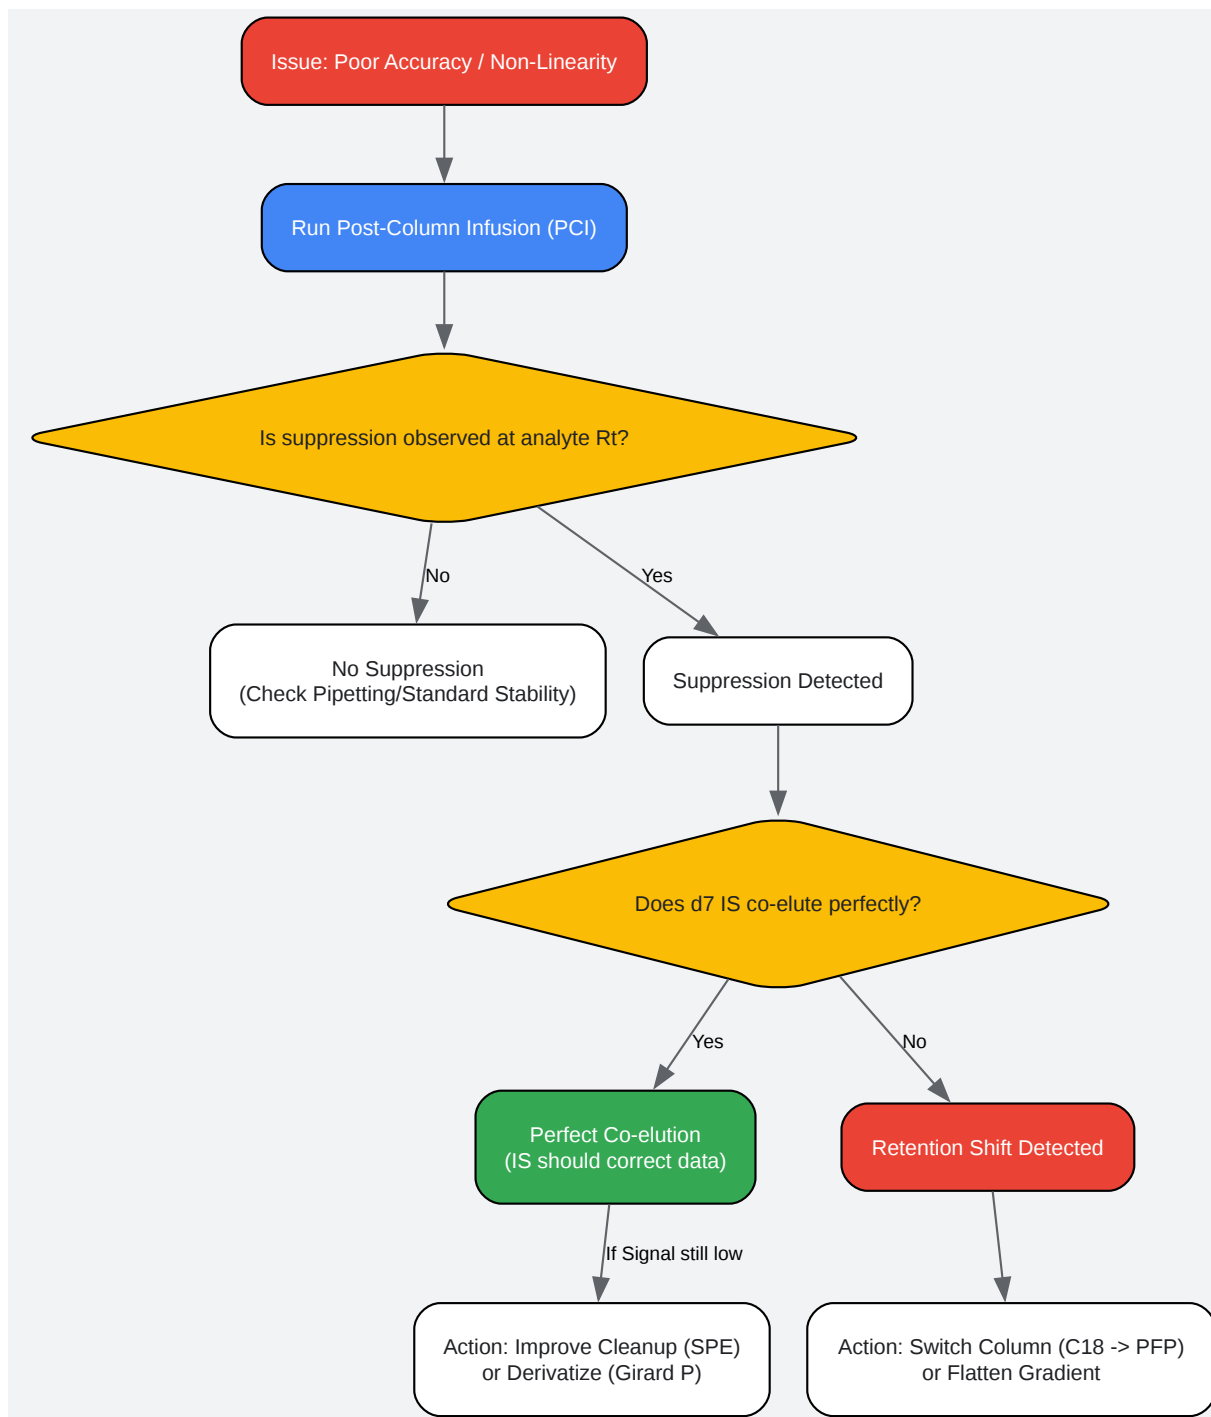 Issue: Poor Accuracy / Non-Linearity
Run Post-Column Infusion (PCI)
Is suppression observed at analyte Rt?
No
Yes
No Suppression
(Check Pipetting/Standard Stability)
Suppression Detected
Does d7 IS co-elute perfectly?
Yes
No
Perfect Co-elution
(IS should correct data)
Retention Shift Detected
If Signal still low
Action: Improve Cleanup (SPE)
or Derivatize (Girard P)
Action: Switch Column (C18 -> PFP)
or Flatten Gradient